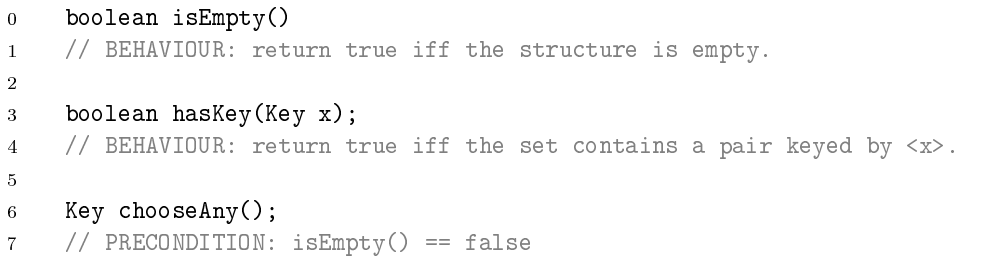 0 boolean isEmpty()
1 // BEHAVIOUR: return true iff the structure is empty.
2
3 boolean hasKey(Key x);
4 // BEHAVIOUR: return true iff the set contains a pair keyed by <x>.
5
6 Key chooseAny();
7 // PRECONDITION: isEmpty() == false